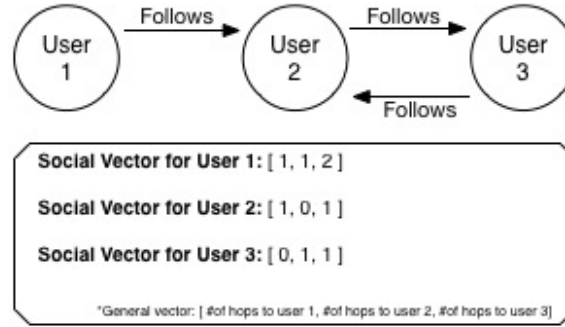 Follows
Follows
User
1
User
2
User
3
Follows
Social Vector for User 1: [ 1, 1, 2 ]
Social Vector for User 2: [ 1, 0, 1 ]
Social Vector for User 3: [ 0, 1, 1 ]
*General vector: [ #of hops to user 1, #of hops to user 2, #of hops to user 3]